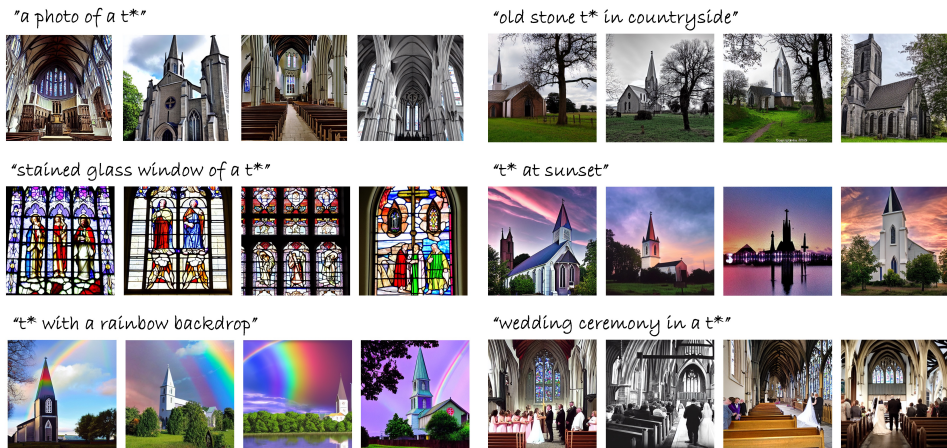 "a photo of a t*"
"old stone t* in countryside"
"stained glass window of a t*"
"t* at sunset"
"t* with a rainbow backdrop"
"wedding ceremony in a t*"